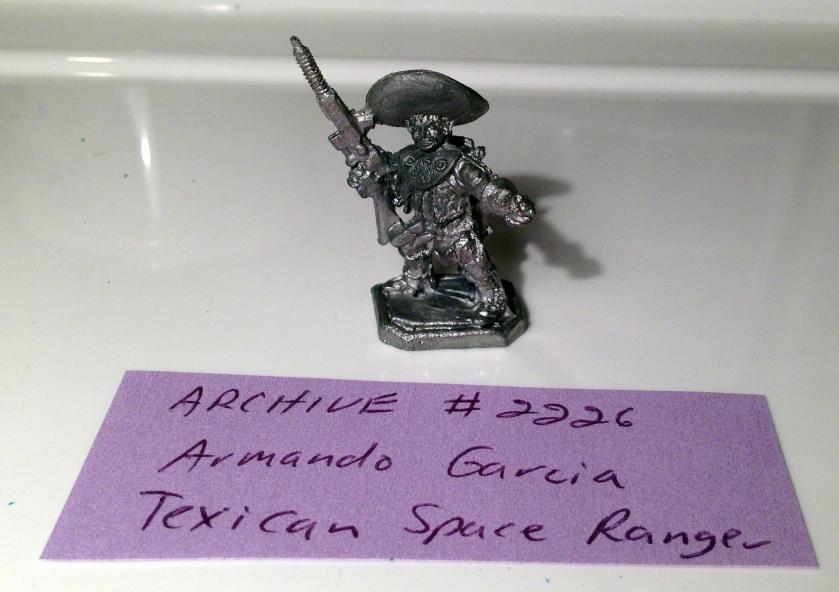 ARCHIVE #2226
Armando Garcia
Texican Space Ranger